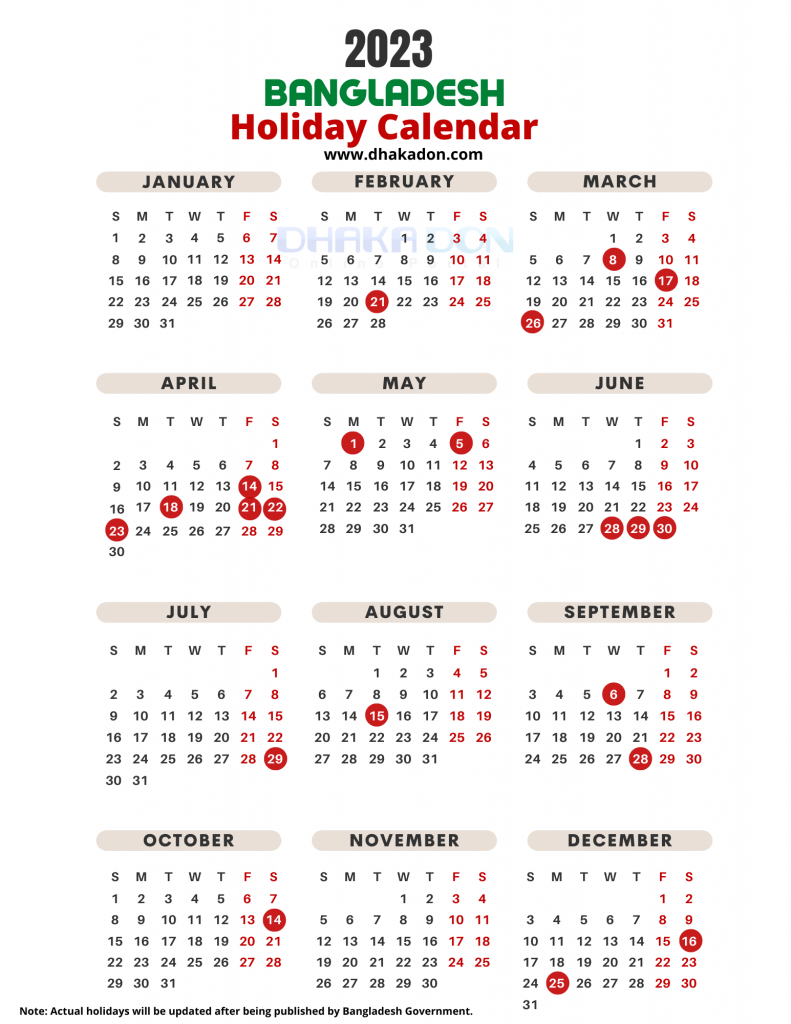 2023
BANGLADESH
Holiday Calendar
www.dhakadon.com
JANUARY
S M T W T F S
1 2 3 4 5 6 7
8 9 10 11 12 13 14
15 16 17 18 19 20 21
22 23 24 25 26 27 28
29 30 31
FEBRUARY
S M T W T F S
1 2 3 4
5 6 7 8 9 10 11
12 13 14 15 16 17 18
19 20 21 22 23 24 25
26 27 28
MARCH
S M T W T F S
1 2 3 4
5 6 7 8 9 10 11
12 13 14 15 16 17 18
19 20 21 22 23 24 25
26 27 28 29 30 31
DHAKA DON
APRIL
S M T W T F S
1
2 3 4 5 6 7 8
9 10 11 12 13 14 15
16 17 18 19 20 21 22
23 24 25 26 27 28 29
30
MAY
S M T W T F S
1 2 3 4 5 6
7 8 9 10 11 12 13
14 15 16 17 18 19 20
21 22 23 24 25 26 27
28 29 30 31
JUNE
S M T W T F S
1 2 3
4 5 6 7 8 9 10
11 12 13 14 15 16 17
18 19 20 21 22 23 24
25 26 27 28 29 30
JULY
S M T W T F S
1
2 3 4 5 6 7 8
9 10 11 12 13 14 15
16 17 18 19 20 21 22
23 24 25 26 27 28 29
30 31
AUGUST
S M T W T F S
1 2 3 4 5
6 7 8 9 10 11 12
13 14 15 16 17 18 19
20 21 22 23 24 25 26
27 28 29 30 31
SEPTEMBER
S M T W T F S
1 2
3 4 5 6 7 8 9
10 11 12 13 14 15 16
17 18 19 20 21 22 23
24 25 26 27 28 29 30
OCTOBER
S M T W T F S
1 2 3 4 5 6 7
8 9 10 11 12 13 14
15 16 17 18 19 20 21
22 23 24 25 26 27 28
29 30 31
NOVEMBER
S M T W T F S
1 2 3 4
5 6 7 8 9 10 11
12 13 14 15 16 17 18
19 20 21 22 23 24 25
26 27 28 29 30
DECEMBER
S M T W T F S
1 2
3 4 5 6 7 8 9
10 11 12 13 14 15 16
17 18 19 20 21 22 23
24 25 26 27 28 29 30
31
Note: Actual holidays will be updated after being published by Bangladesh Government.